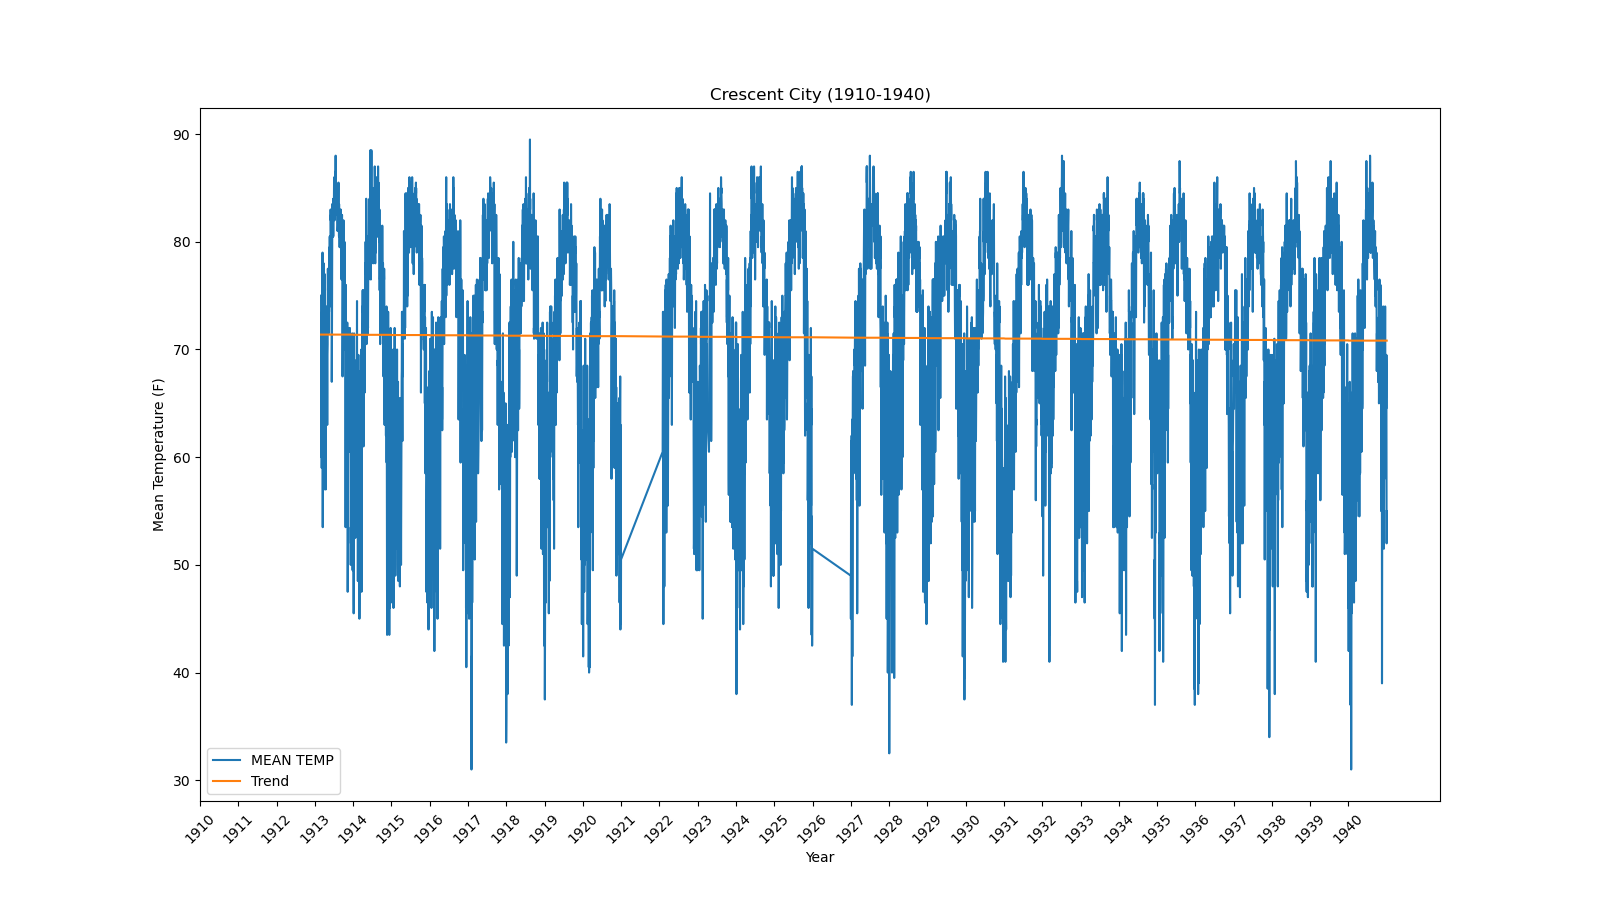 Crescent City (1910-1940)
Mean Temperature (F)
90
80
70
60
50
40
30
MEAN TEMP
Trend
1910 1911 1912 1913 1914 1915 1916 1917 1918 1919 1920 1921 1922 1923 1924 1925 1926 1927 1928 1929 1930 1931 1932 1933 1934 1935 1936 1937 1938 1939 1940
Year